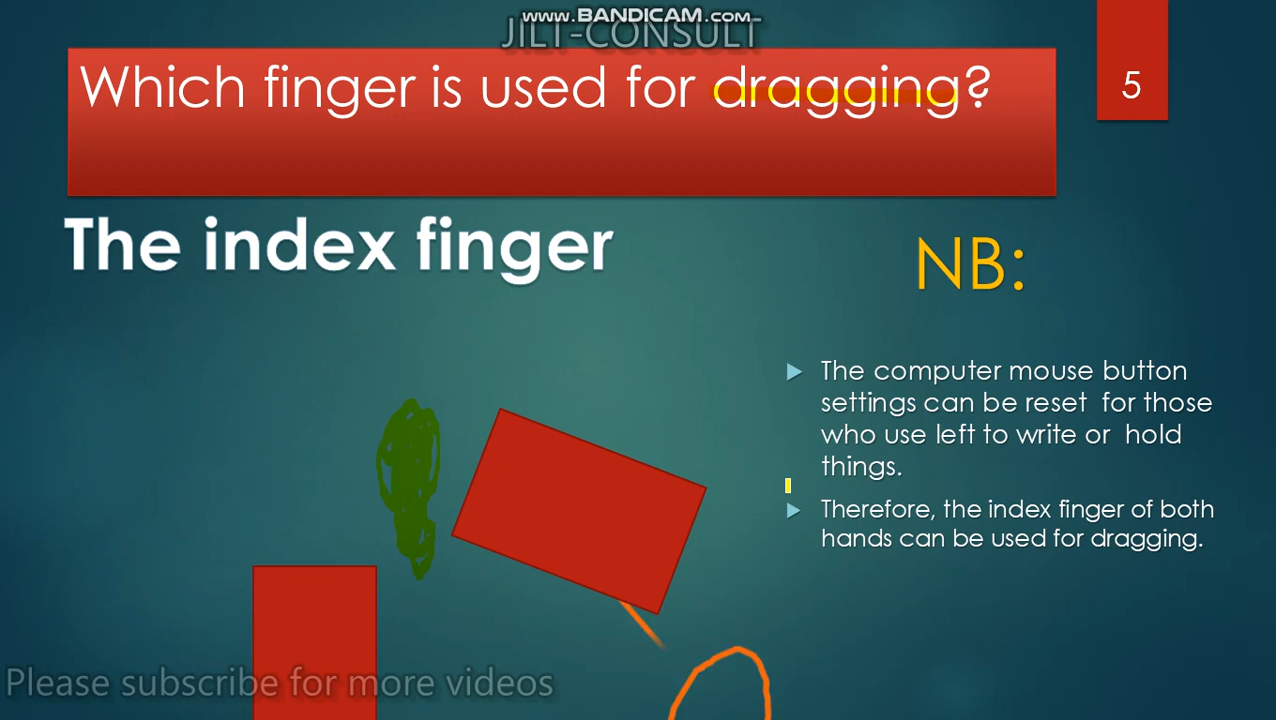 www.BANDICAM.com
JILT-CONSULT
Which finger is used for dragging?
5
The index finger
NB:
The computer mouse button
settings can be reset for those
who use left to write or hold
things.
Therefore, the index finger of both
hands can be used for dragging.
Please subscribe for more videos